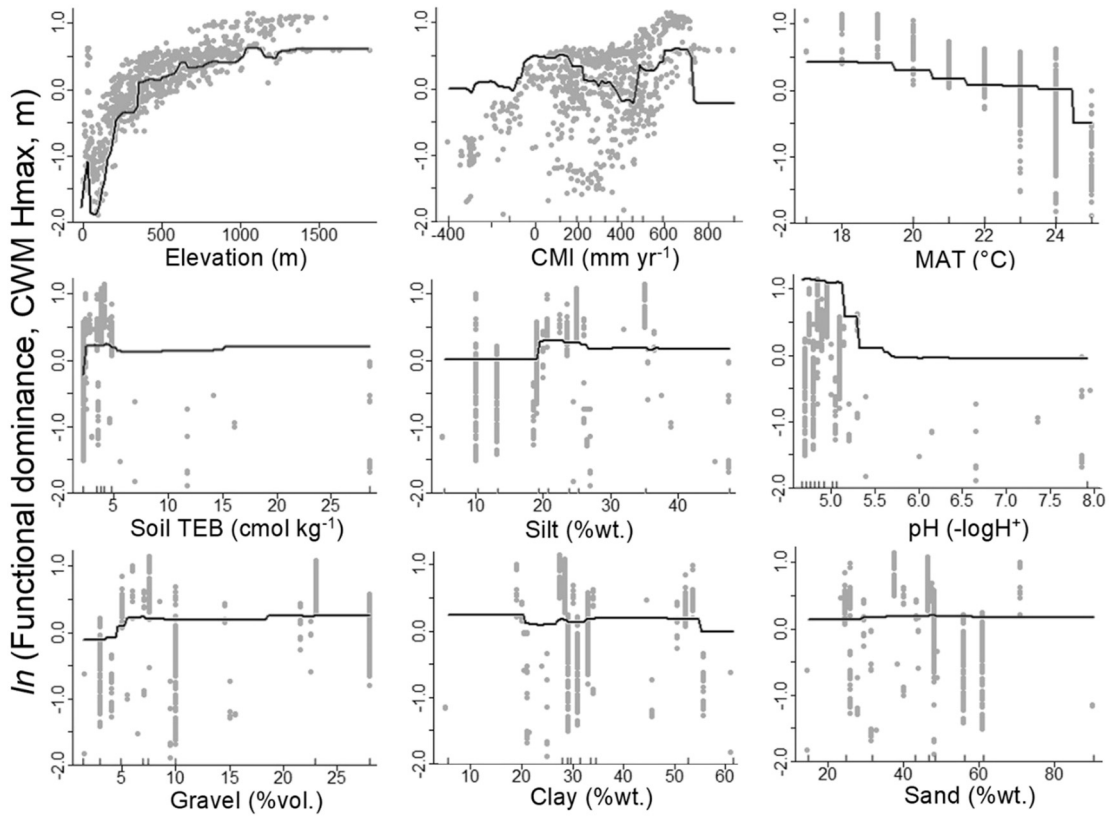 ln (Functional dominance, CWM Hmax, m)
1.0
0.0
-1.0
-2.0
0 500 1000 1500
Elevation (m)
1.0
0.0
-1.0
-2.0
-400 0 200 400 600 800
CMI (mm yr-1)
1.0
0.0
-1.0
-2.0
18 20 22 24
MAT (°C)
1.0
0.0
-1.0
-2.0
5 10 15 20 25
Soil TEB (cmol kg-1)
1.0
0.0
-1.0
-2.0
10 20 30 40
Silt (%wt.)
1.0
0.0
-1.0
-2.0
5.0 5.5 6.0 6.5 7.0 7.5 8.0
pH (-logH+)
1.0
0.0
-1.0
-2.0
5 10 15 20 25
Gravel (%vol.)
1.0
0.0
-1.0
-2.0
10 20 30 40 50 60
Clay (%wt.)
1.0
0.0
-1.0
-2.0
20 40 60 80
Sand (%wt.)